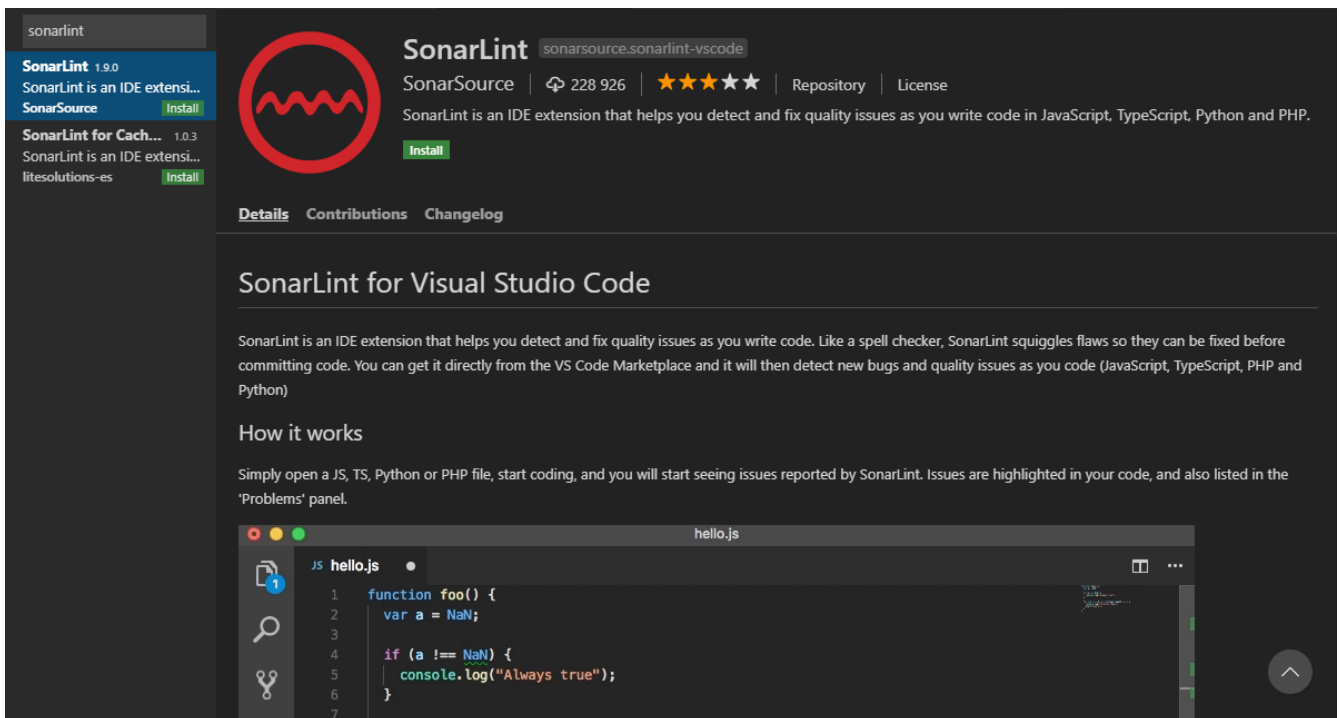 sonarlint
SonarLint 1.9.0
SonarLint is an IDE extensi...
SonarSource Install
SonarLint for Cach... 1.0.3
SonarLint is an IDE extensi...
litesolutions-es Install
SonarLint sonarsource.sonarlint-vscode
SonarSource 228 926 Repository License
SonarLint is an IDE extension that helps you detect and fix quality issues as you write code in JavaScript, TypeScript, Python and PHP.
Install
Details Contributions Changelog
SonarLint for Visual Studio Code
SonarLint is an IDE extension that helps you detect and fix quality issues as you write code. Like a spell checker, SonarLint squiggles flaws so they can be fixed before
committing code. You can get it directly from the VS Code Marketplace and it will then detect new bugs and quality issues as you code (JavaScript, TypeScript, PHP and
Python)
How it works
Simply open a JS, TS, Python or PHP file, start coding, and you will start seeing issues reported by SonarLint. Issues are highlighted in your code, and also listed in the
'Problems' panel.
hello.js
JS hello.js
1
1 function foo() {
2 var a = NaN;
3
4 if (a !== NaN) {
5 console.log("Always true");
6 }
7